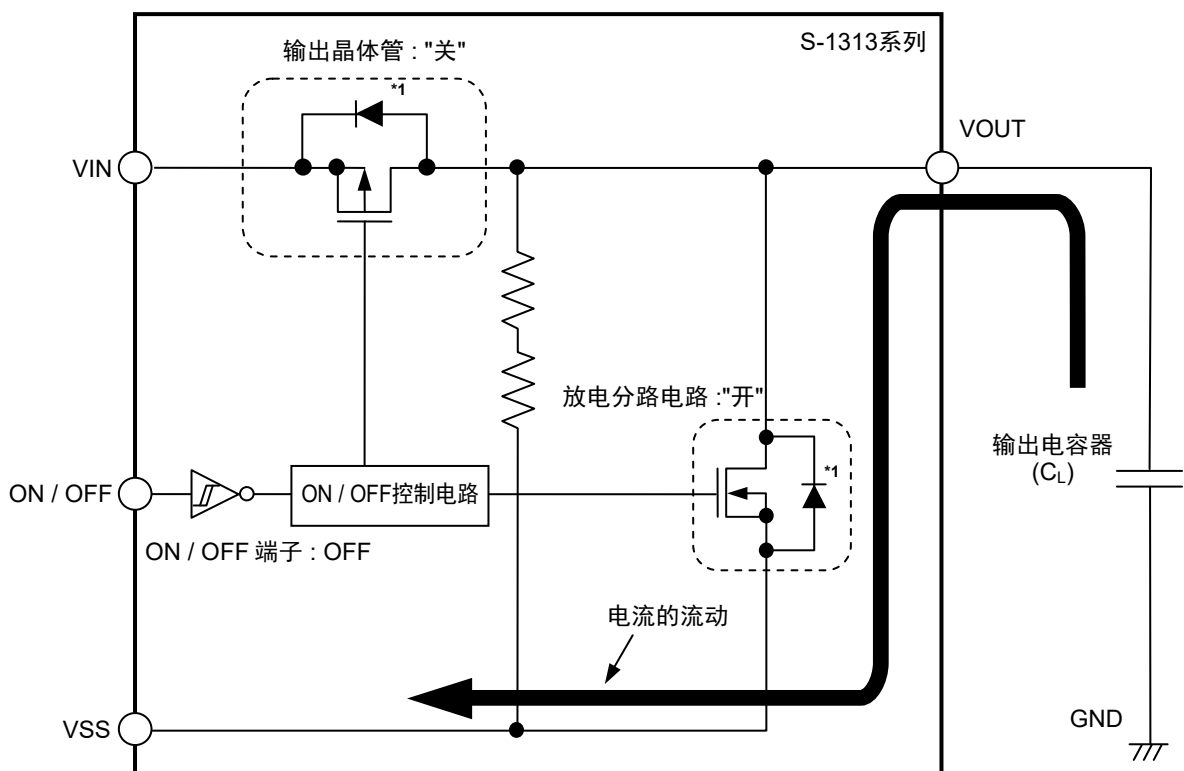 S-1313系列
输出晶体管 : "关"
*1
VOUT
VIN
放电分路电路 :"开"
*1
输出电容器
(CL)
ON / OFF
ON / OFF控制电路
ON / OFF 端子 : OFF
电流的流动
GND
VSS